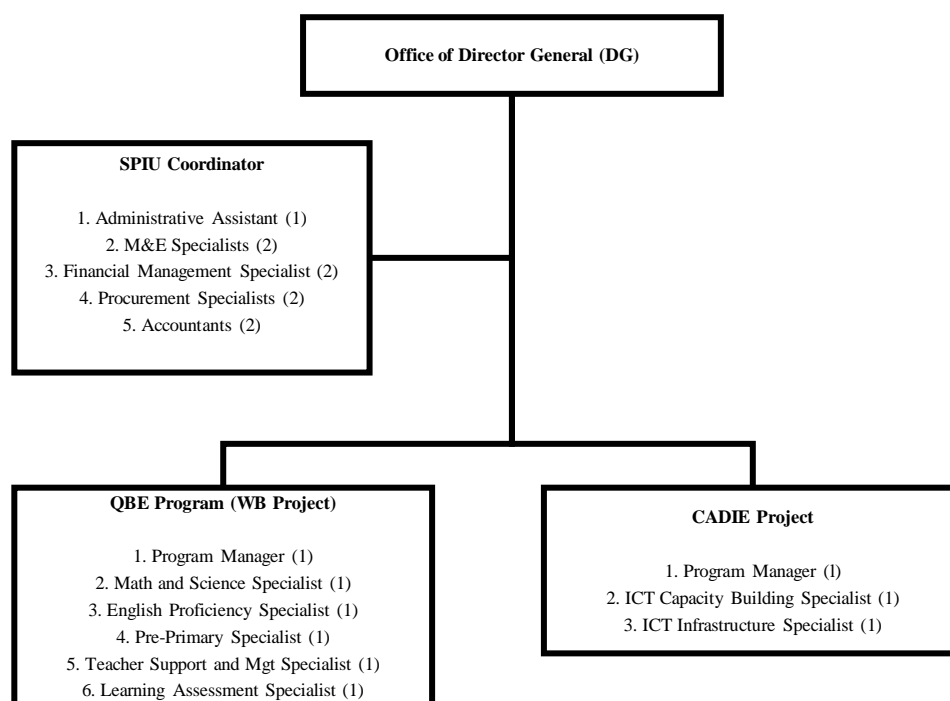 Office of Director General (DG)
SPIU Coordinator
1. Administrative Assistant (1)
2. M&E Specialists (2)
3. Financial Management Specialist (2)
4. Procurement Specialists (2)
5. Accountants (2)
QBE Program (WB Project)
1. Program Manager (1)
2. Math and Science Specialist (1)
3. English Proficiency Specialist (1)
4. Pre-Primary Specialist (1)
5. Teacher Support and Mgt Specialist (1)
6. Learning Assessment Specialist (1)
CADIE Project
1. Program Manager (l)
2. ICT Capacity Building Specialist (1)
3. ICT Infrastructure Specialist (1)